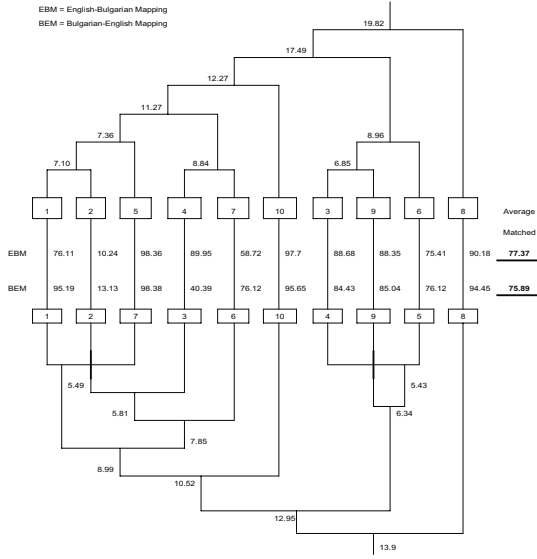 EBM = English-Bulgarian Mapping
BEM = Bulgarian-English Mapping
19.82
17.49
12.27
11.27
7.36
8.96
7.10
8.84
6.85
1 2 5 4 7 10 3 9 6 8
Average
Matched
EBM 76.11 10.24 98.36 89.95 58.72 97.7 88.68 88.35 75.41 90.18 77.37
BEM 95.19 13.13 98.38 40.39 76.12 95.65 84.43 85.04 76.12 94.45 75.89
1 2 7 3 6 10 4 9 5 8
5.49 5.43
5.81 6.34
7.85
8.99
10.52
12.95
13.9